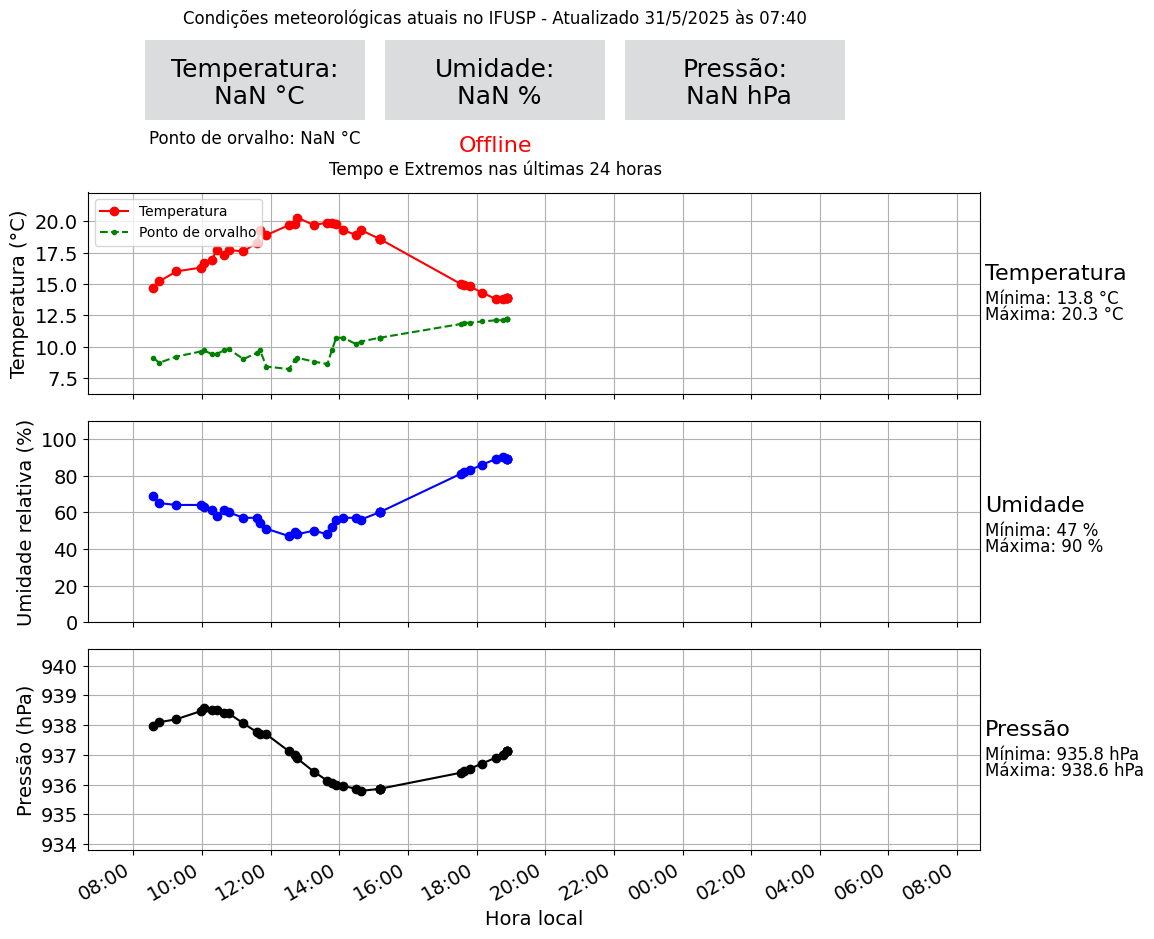 Condições meteorológicas atuais no IFUSP - Atualizado 31/5/2025 às 07:40
Temperatura:
NaN °C
Umidade:
NaN %
Pressão:
NaN hPa
Ponto de orvalho: NaN °C
Offline
Tempo e Extremos nas últimas 24 horas
Temperatura
Ponto de orvalho
Temperatura (°C)
20.0
17.5
15.0
12.5
10.0
7.5
Temperatura
Mínima: 13.8 °C
Máxima: 20.3 °C
Umidade relativa (%)
100
80
60
40
20
0
Umidade
Mínima: 47 %
Máxima: 90 %
Pressão (hPa)
940
939
938
937
936
935
934
Pressão
Mínima: 935.8 hPa
Máxima: 938.6 hPa
08:00 10:00 12:00 14:00 16:00 18:00 20:00 22:00 00:00 02:00 04:00 06:00 08:00
Hora local